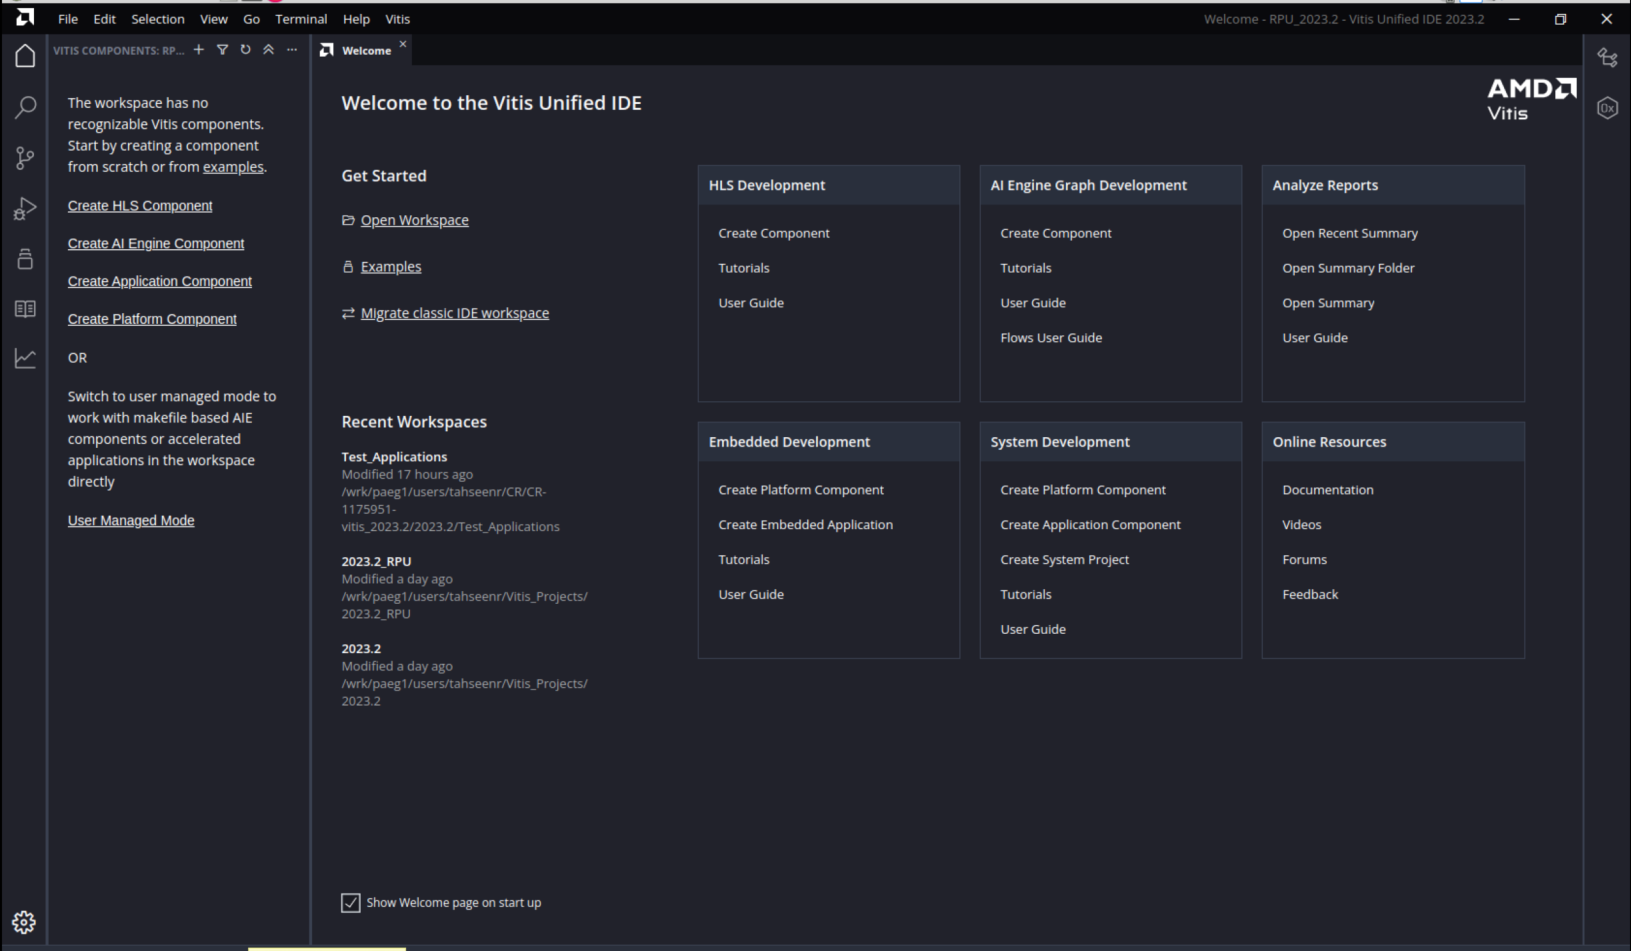 File Edit Selection View Go Terminal Help Vitis
Welcome - RPU_2023.2 - Vitis Unified IDE 2023.2
VITIS COMPONENTS: RP...
Welcome
The workspace has no
recognizable Vitis components.
Start by creating a component
from scratch or from examples.
Create HLS Component
Create AI Engine Component
Create Application Component
Create Platform Component
OR
Switch to user managed mode to
work with makefile based AIE
components or accelerated
applications in the workspace
directly
User Managed Mode
Welcome to the Vitis Unified IDE
AMD
Vitis
Get Started
Open Workspace
Examples
Migrate classic IDE workspace
Recent Workspaces
Test_Applications
Modified 17 hours ago
/wrk/paeg1/users/tahseenr/CR/CR-
1175951-
vitis_2023.2/2023.2/Test_Applications
2023.2_RPU
Modified a day ago
/wrk/paeg1/users/tahseenr/Vitis_Projects/
2023.2_RPU
2023.2
Modified a day ago
/wrk/paeg1/users/tahseenr/Vitis_Projects/
2023.2
HLS Development
Create Component
Tutorials
User Guide
AI Engine Graph Development
Create Component
Tutorials
User Guide
Flows User Guide
Analyze Reports
Open Recent Summary
Open Summary Folder
Open Summary
User Guide
Embedded Development
Create Platform Component
Create Embedded Application
Tutorials
User Guide
System Development
Create Platform Component
Create Application Component
Create System Project
Tutorials
User Guide
Online Resources
Documentation
Videos
Forums
Feedback
Show Welcome page on start up
0x